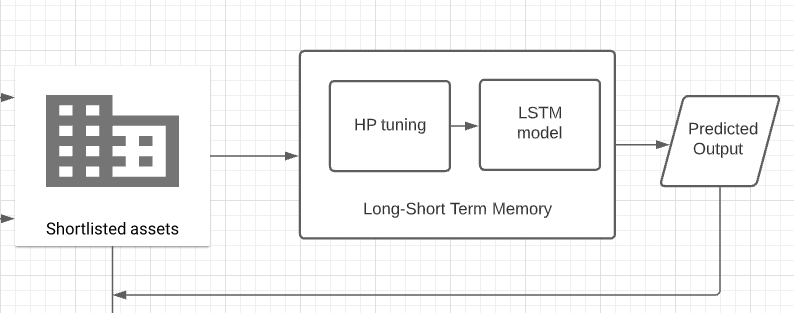 Shortlisted assets
HP tuning
LSTM
model
Long-Short Term Memory
Predicted
Output